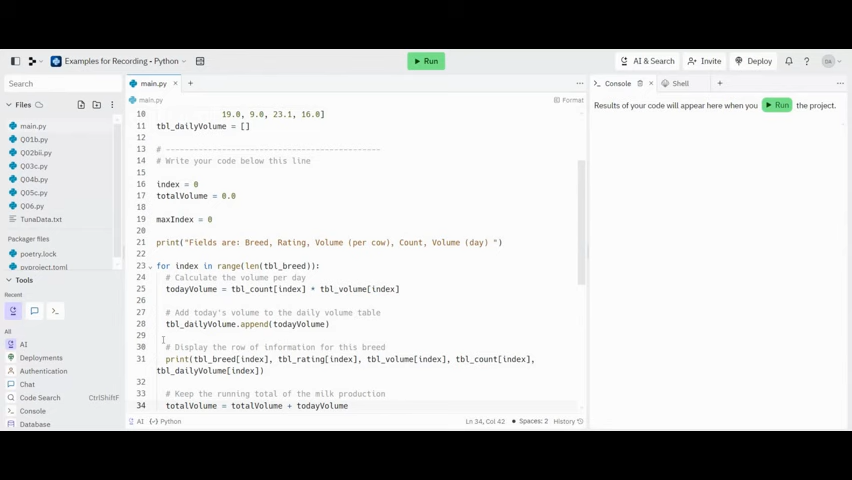 Examples for Recording • Python
Run
AI & Search
Invite
Deploy
DA
Search
main.py
Console
Shell
Files
main.py
Format
Results of your code will appear here when you Run the project.
main.py
Q01b.py
Q02bii.py
Q03c.py
Q04b.py
Q05c.py
Q06.py
TunaData.txt
Packager files
poetry.lock
pyproject.toml
Tools
Recent
All
AI
Deployments
Authentication
Chat
Code Search CtrlShiftF
Console
Database
10 19.0, 9.0, 23.1, 16.0]
11 tbl_dailyVolume = []
12
13 # --------------------------------------------
14 # Write your code below this line
15
16 index = 0
17 totalVolume = 0.0
18
19 maxIndex = 0
20
21 print("Fields are: Breed, Rating, Volume (per cow), Count, Volume (day) ")
22
23 for index in range(len(tbl_breed)):
24 # Calculate the volume per day
25 todayVolume = tbl_count[index] * tbl_volume[index]
26
27 # Add today's volume to the daily volume table
28 tbl_dailyVolume.append(todayVolume)
29
30 # Display the row of information for this breed
31 print(tbl_breed[index], tbl_rating[index], tbl_volume[index], tbl_count[index],
tbl_dailyVolume[index])
32
33 # Keep the running total of the milk production
34 totalVolume = totalVolume + todayVolume
AI Python
Ln 34, Col 42 • Spaces: 2 History